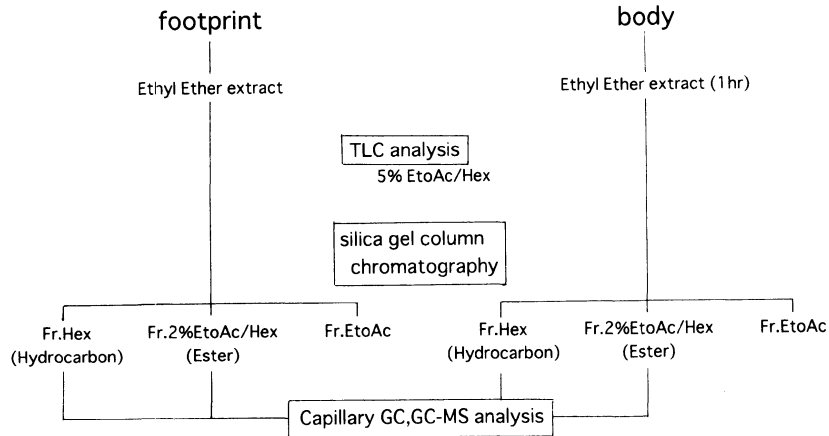 footprint
body
Ethyl Ether extract
Ethyl Ether extract (1hr)
TLC analysis
5% EtoAc/Hex
silica gel column
chromatography
Fr.Hex
(Hydrocarbon)
Fr.2%EtoAc/Hex
(Ester)
Fr.EtoAc
Fr.Hex
(Hydrocarbon)
Fr.2%EtoAc/Hex
(Ester)
Fr.EtoAc
Capillary GC,GC-MS analysis